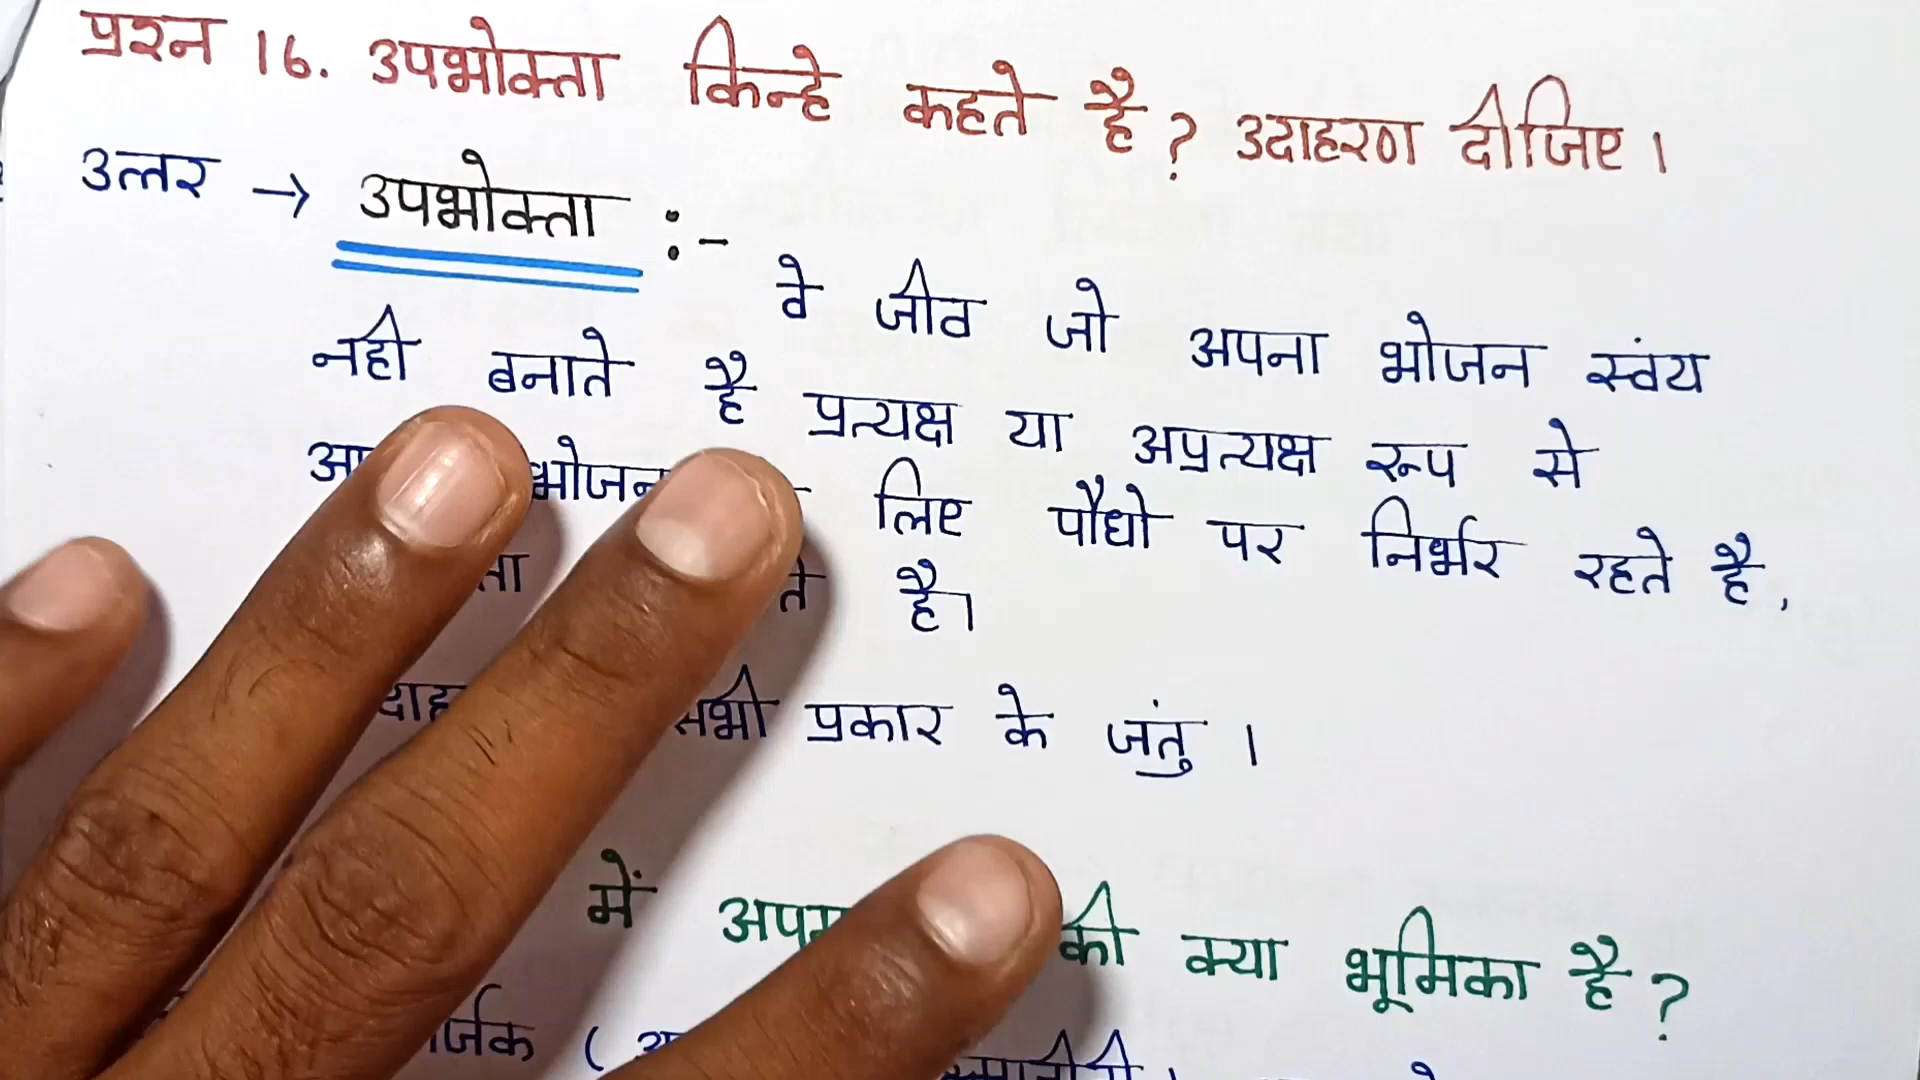 प्रश्न 16. उपभोक्ता किन्हे कहते है ? उदाहरण दीजिए ।
उत्तर → उपभोक्ता :-
वे जीव जो अपना भोजन स्वंय
नही बनाते है प्रत्यक्ष या अप्रत्यक्ष रूप से
भोजन लिए पौधो पर निर्भर रहते है,
है।
सभी प्रकार के जंतु ।
में की क्या भूमिका है ?
(